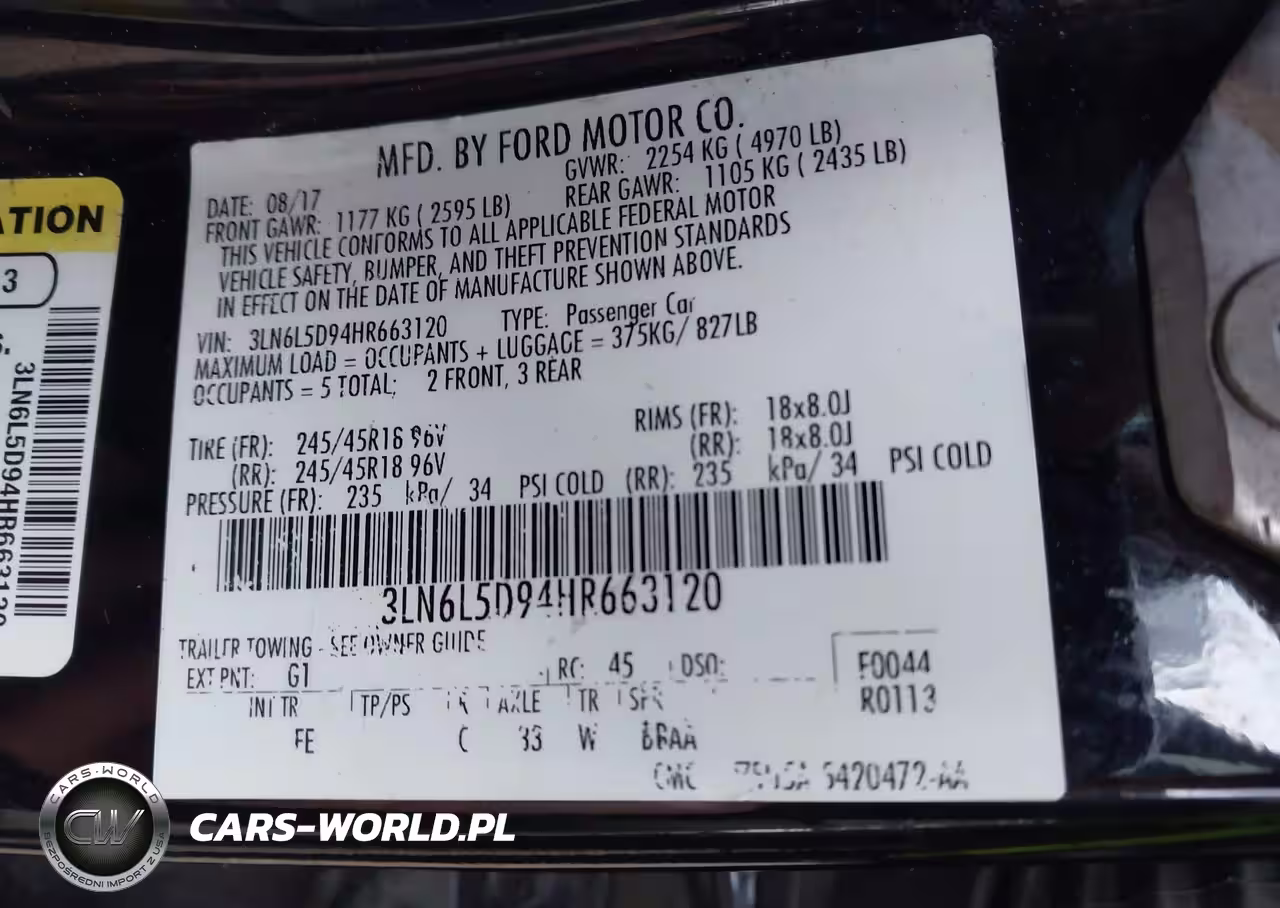 MFD. BY FORD MOTOR CO.
DATE: 08/17 GVWR: 2254 KG ( 4970 LB)
FRONT GAWR: 1177 KG ( 2595 LB) REAR GAWR: 1105 KG ( 2435 LB)
THIS VEHICLE CONFORMS TO ALL APPLICABLE FEDERAL MOTOR
VEHICLE SAFETY, BUMPER, AND THEFT PREVENTION STANDARDS
IN EFFECT ON THE DATE OF MANUFACTURE SHOWN ABOVE.
VIN: 3LN6L5D94HR663120 TYPE: Passenger Car
MAXIMUM LOAD = OCCUPANTS + LUGGAGE = 375KG/ 827LB
OCCUPANTS = 5 TOTAL; 2 FRONT, 3 REAR
TIRE (FR): 245/45R18 96V RIMS (FR): 18x8.0J
(RR): 245/45R18 96V (RR): 18x8.0J
PRESSURE (FR): 235 kPa/ 34 PSI COLD (RR): 235 kPa/ 34 PSI COLD
3LN6L5D94HR663120
TRAILER TOWING - SEE OWNER GUIDE
EXT PNT: G1 RC: 45 DSO: F0044
INT TR TP/PS R AXLE TR SPR R0113
FE C 33 W
5420472-AA
ATION
3
3LN6L5D94HR663120
CARS-WORLD
CW
BEZPOŚREDNI IMPORT Z USA
CARS-WORLD.PL